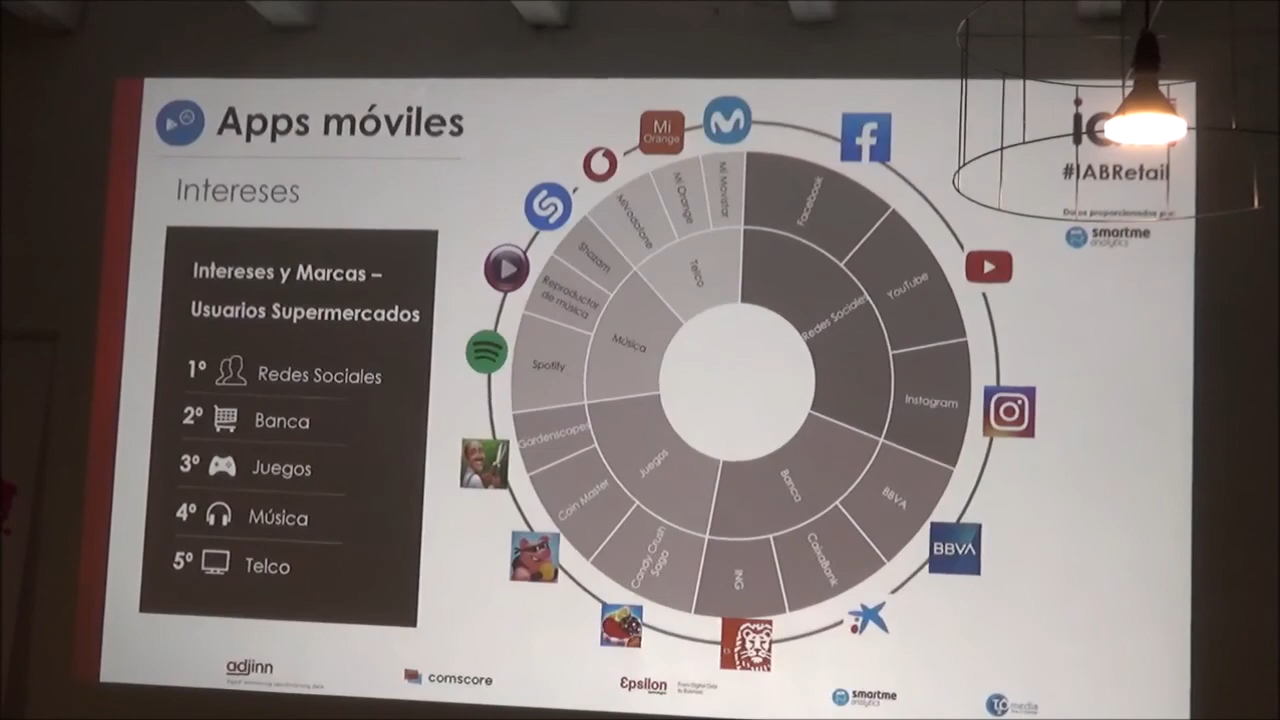 Apps móviles
Intereses
Intereses y Marcas –
Usuarios Supermercados
1º Redes Sociales
2º Banca
3º Juegos
4º Música
5º Telco
Mi
Orange
Facebook
YouTube
Instagram
BBVA
CaixaBank
ING
Candy Crush
Saga
Coin Master
Gardenscapes
Spotify
Reproductor
de música
Shazam
MiVodafone
Mi Orange
Mi Movistar
Redes Sociales
Banca
Juegos
Música
Telco
BBVA
#IABRetail
smartme
analytics
adjinn
comscore
epsilon
smartme
analytics
media